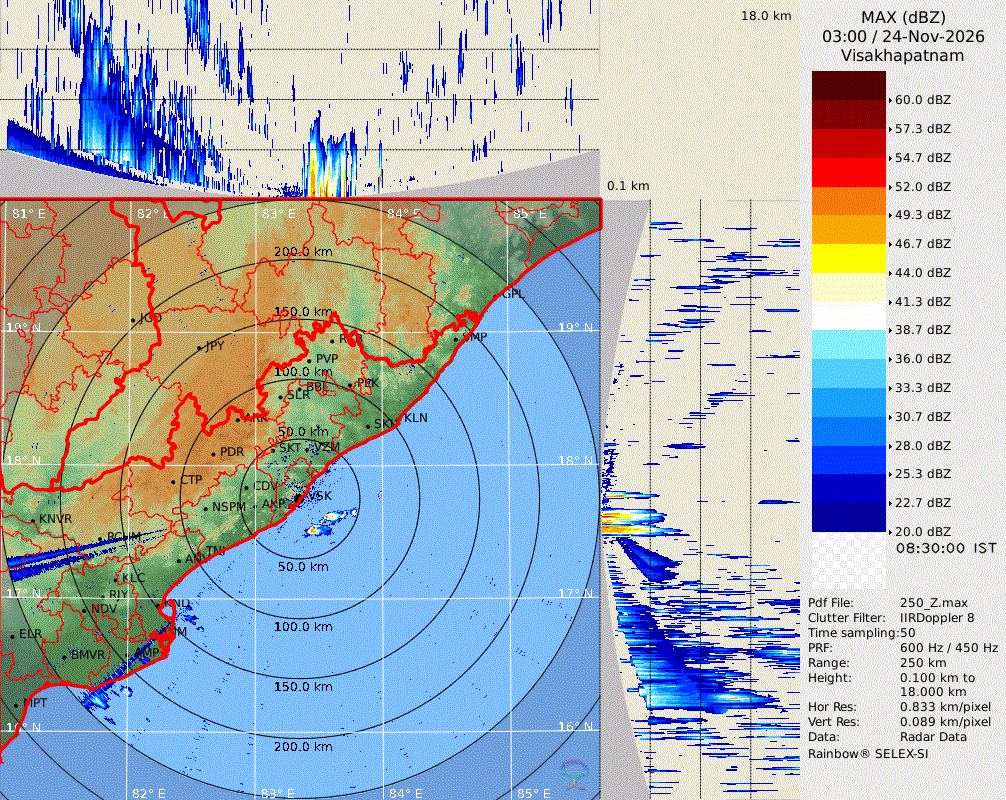 18.0 km
MAX (dBZ)
03:00 / 24-Nov-2026
Visakhapatnam
60.0 dBZ
57.3 dBZ
54.7 dBZ
52.0 dBZ
49.3 dBZ
46.7 dBZ
44.0 dBZ
41.3 dBZ
38.7 dBZ
36.0 dBZ
33.3 dBZ
30.7 dBZ
28.0 dBZ
25.3 dBZ
22.7 dBZ
20.0 dBZ
08:30:00 IST
0.1 km
81° E
82° E
83° E
84° E
85° E
200.0 km
GPL
150.0 km
JGD
19° N
19° N
JPY
PVP
100.0 km
BBL
PLK
SLR
KLN
50.0 km
SKT
VZM
PDR
18° N
18° N
CTP
CDV
VSK
NSPM
AKP
KNVR
TNI
50.0 km
KLC
RJY
17° N
17° N
KND
NDV
100.0 km
ELR
BMVR
AMP
150.0 km
MPT
16° N
16° N
200.0 km
82° E
83° E
84° E
85° E
Pdf File: 250_Z.max
Clutter Filter: IIRDoppler 8
Time sampling:50
PRF: 600 Hz / 450 Hz
Range: 250 km
Height: 0.100 km to
18.000 km
Hor Res: 0.833 km/pixel
Vert Res: 0.089 km/pixel
Data: Radar Data
Rainbow® SELEX-SI